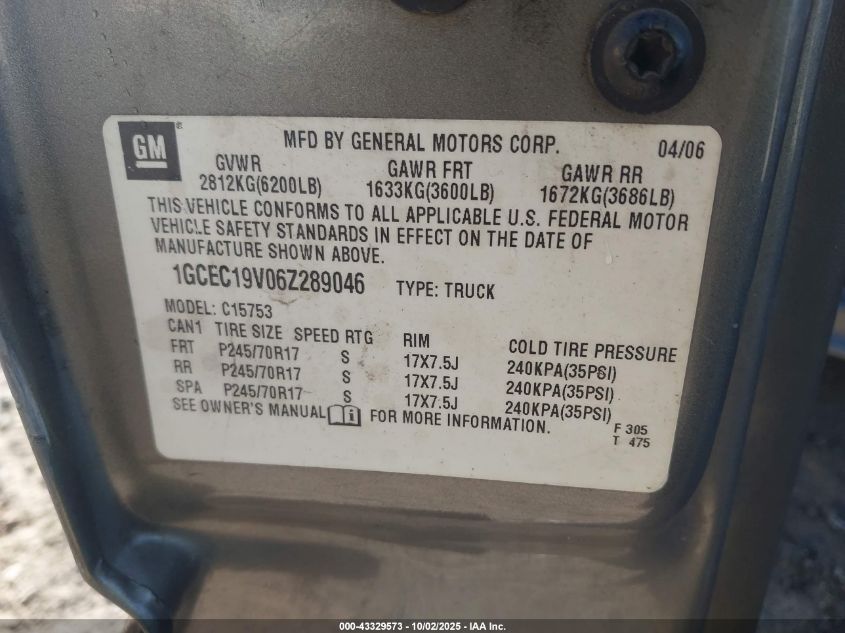 GM
MFD BY GENERAL MOTORS CORP. 04/06
GVWR GAWR FRT GAWR RR
2812KG(6200LB) 1633KG(3600LB) 1672KG(3686LB)
THIS VEHICLE CONFORMS TO ALL APPLICABLE U.S. FEDERAL MOTOR
VEHICLE SAFETY STANDARDS IN EFFECT ON THE DATE OF
MANUFACTURE SHOWN ABOVE.
1GCEC19V06Z289046 TYPE: TRUCK
MODEL: C15753
CAN1 TIRE SIZE SPEED RTG RIM COLD TIRE PRESSURE
FRT P245/70R17 S 17X7.5J 240KPA(35PSI)
RR P245/70R17 S 17X7.5J 240KPA(35PSI)
SPA P245/70R17 S 17X7.5J 240KPA(35PSI)
SEE OWNER'S MANUAL FOR MORE INFORMATION.
F 305
T 475
000-43329573 - 10/02/2025 - IAA Inc.